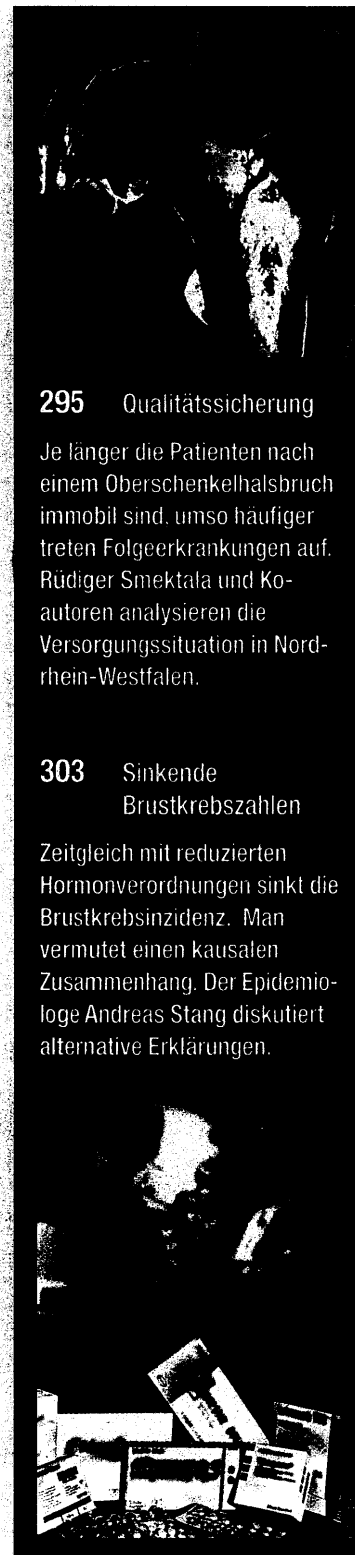 295 Qualitätssicherung
Je länger die Patienten nach
einem Oberschenkelhalsbruch
immobil sind, umso häufiger
treten Folgeerkrankungen auf.
Rüdiger Smektala und Ko-
autoren analysieren die
Versorgungssituation in Nord-
rhein-Westfalen.
303 Sinkende
Brustkrebszahlen
Zeitgleich mit reduzierten
Hormonverordnungen sinkt die
Brustkrebsinzidenz. Man
vermutet einen kausalen
Zusammenhang. Der Epidemio-
loge Andreas Stang diskutiert
alternative Erklärungen.